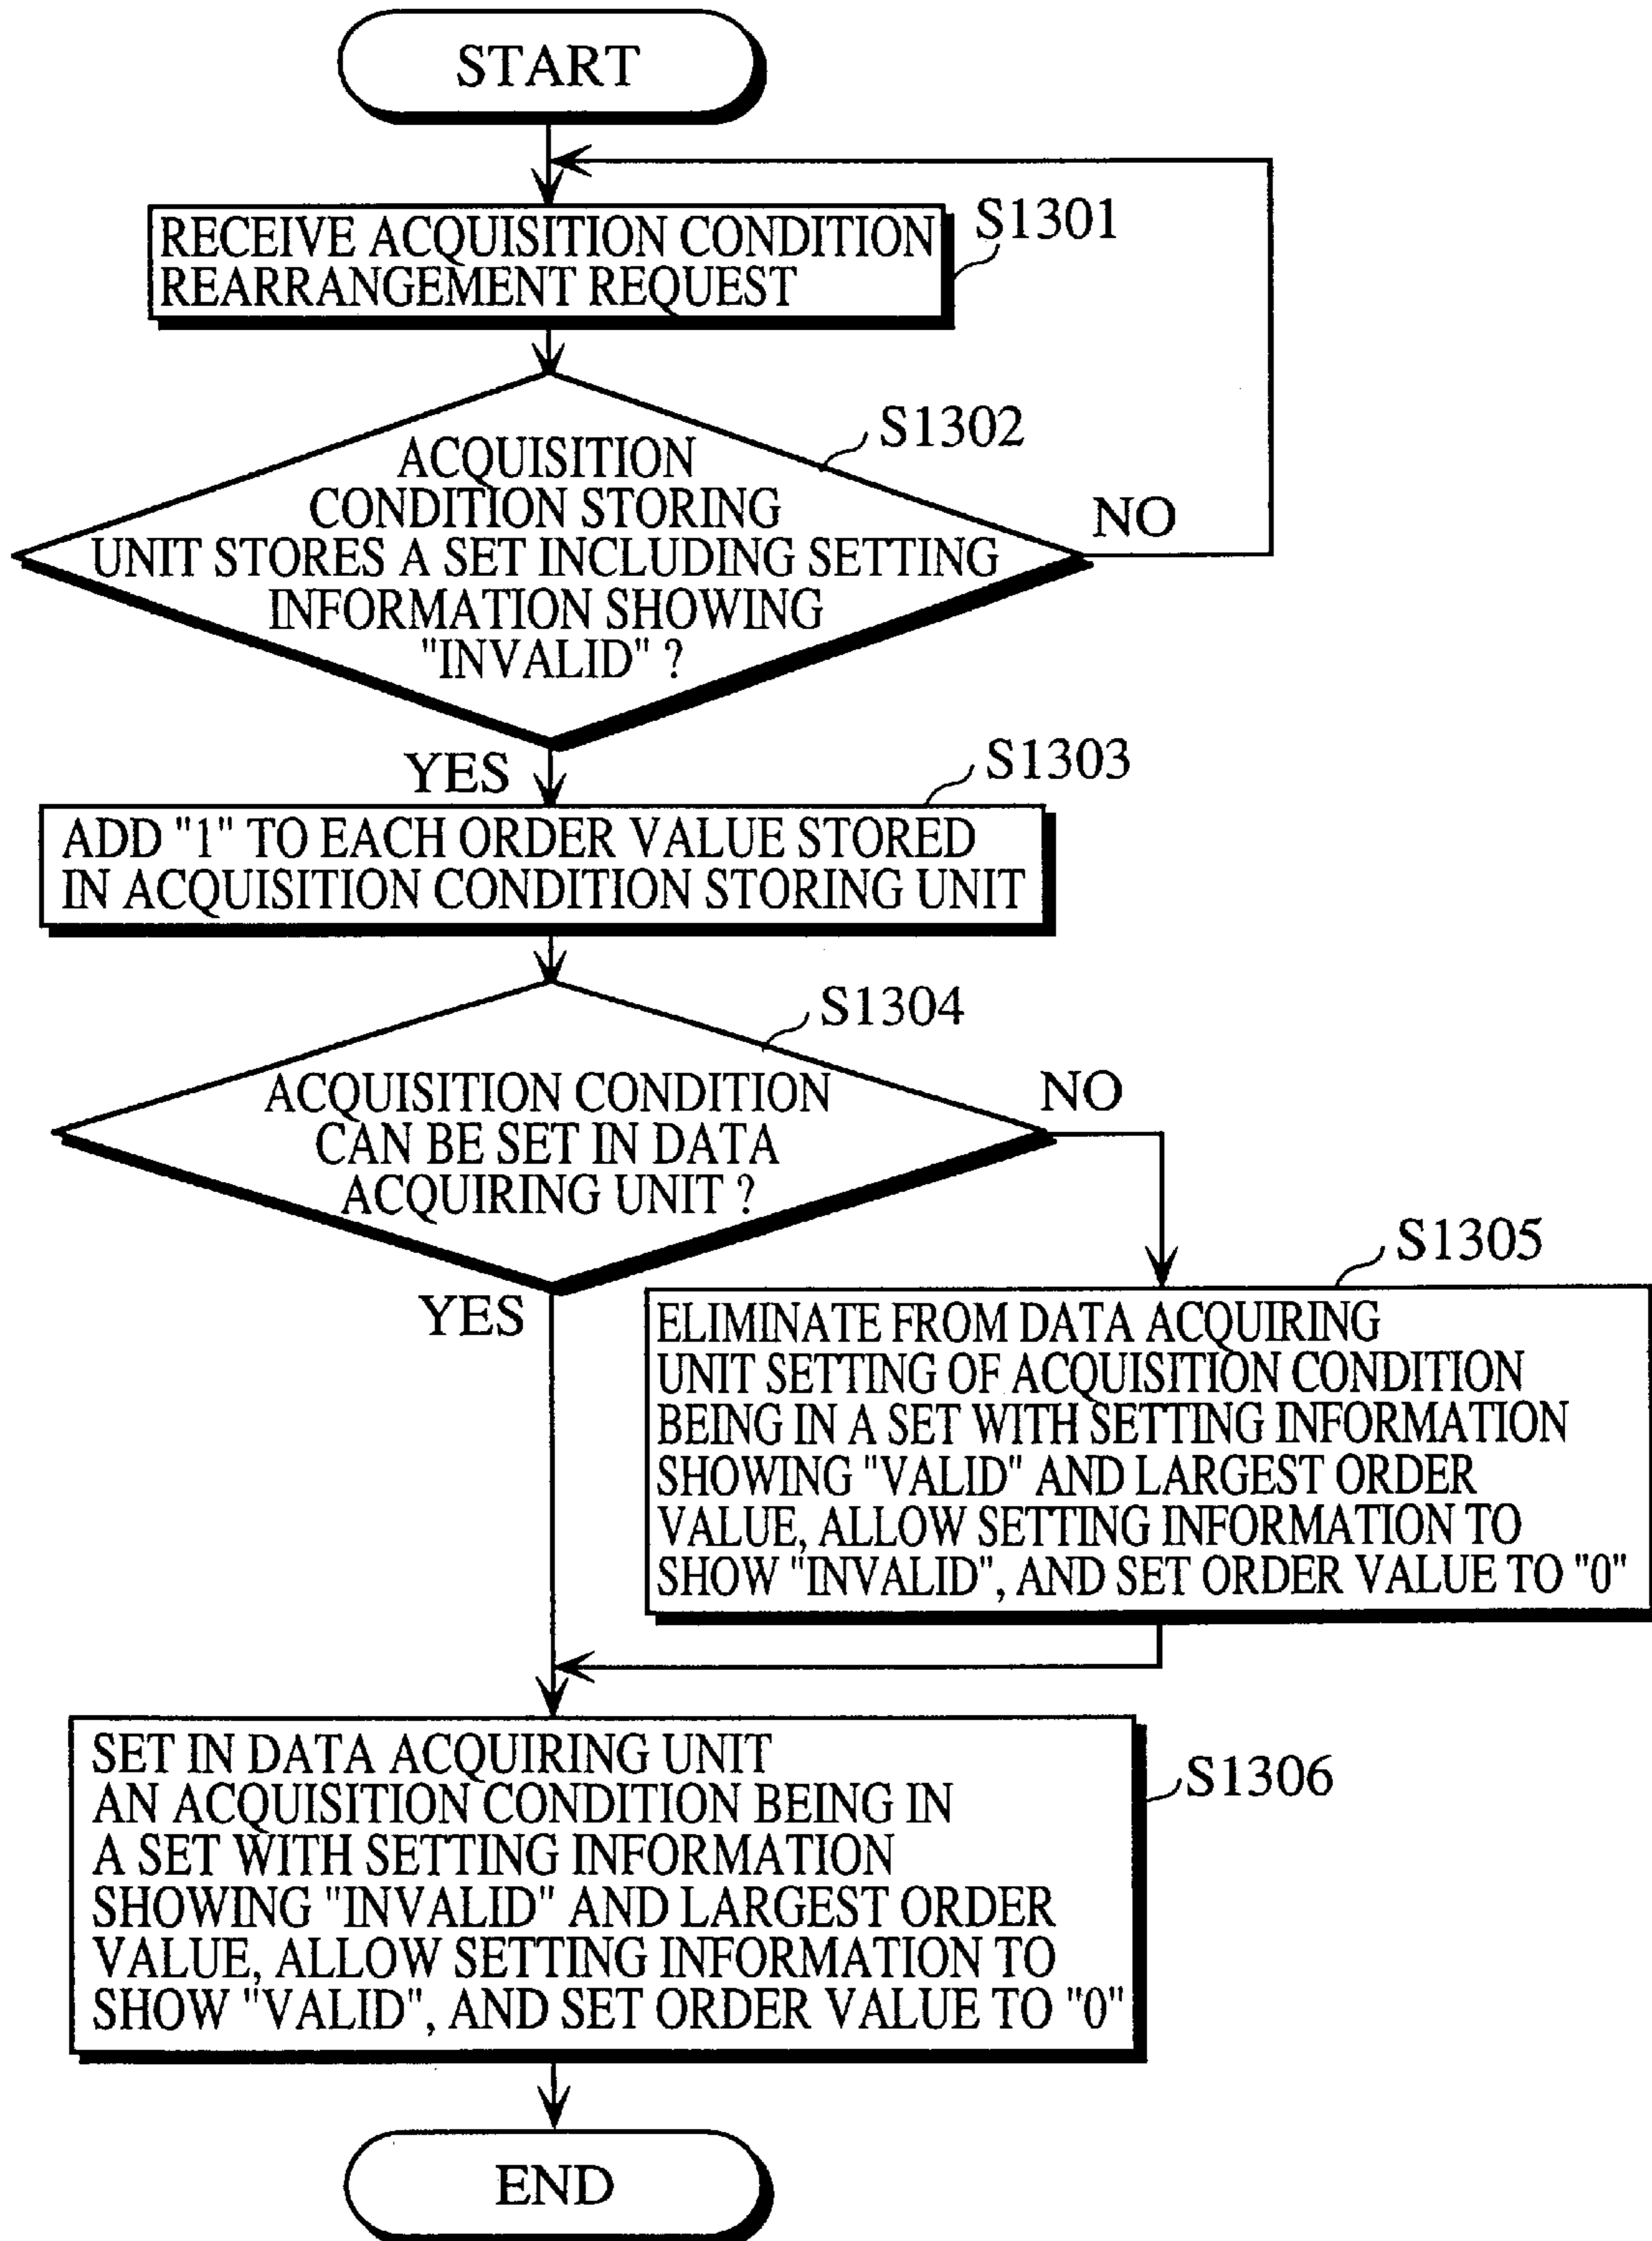 START
RECEIVE ACQUISITION CONDITION
REARRANGEMENT REQUEST
S1301
S1302
ACQUISITION
CONDITION STORING
UNIT STORES A SET INCLUDING SETTING
INFORMATION SHOWING
"INVALID" ?
NO
YES
S1303
ADD "1" TO EACH ORDER VALUE STORED
IN ACQUISITION CONDITION STORING UNIT
S1304
ACQUISITION CONDITION
CAN BE SET IN DATA
ACQUIRING UNIT ?
NO
YES
S1305
ELIMINATE FROM DATA ACQUIRING
UNIT SETTING OF ACQUISITION CONDITION
BEING IN A SET WITH SETTING INFORMATION
SHOWING "VALID" AND LARGEST ORDER
VALUE, ALLOW SETTING INFORMATION TO
SHOW "INVALID", AND SET ORDER VALUE TO "0"
SET IN DATA ACQUIRING UNIT
AN ACQUISITION CONDITION BEING IN
A SET WITH SETTING INFORMATION
SHOWING "INVALID" AND LARGEST ORDER
VALUE, ALLOW SETTING INFORMATION TO
SHOW "VALID", AND SET ORDER VALUE TO "0"
S1306
END